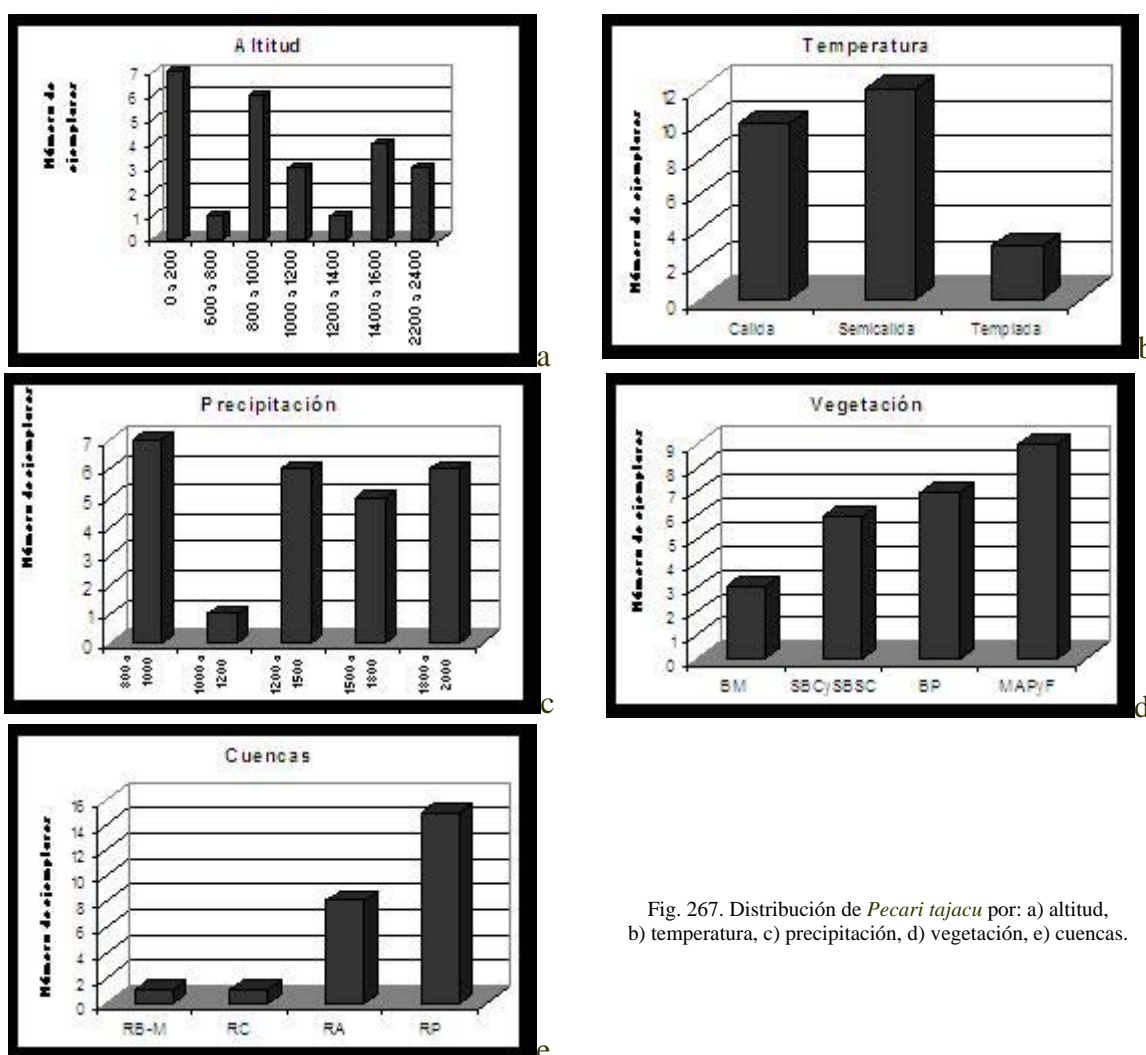 Altitud
Número de
ejemplares
7
6
5
4
3
2
1
0
0 a 200
600 a 800
800 a 1000
1000 a 1200
1200 a 1400
1400 a 1600
2200 a 2400
a
Temperatura
Número de ejemplares
12
10
8
6
4
2
0
Calida
Semicalida
Templada
b
Precipitación
Número de ejemplares
7
6
5
4
3
2
1
0
800 a
1000
1000 a
1200
1200 a
1500
1500 a
1800
1800 a
2000
c
Vegetación
Número de ejemplares
9
8
7
6
5
4
3
2
1
0
BM
SBCySBSC
BP
MAPyF
d
Cuencas
Número de ejemplares
16
14
12
10
8
6
4
2
0
RB-M
RC
RA
RP
e
Fig. 267. Distribución de Pecari tajacu por: a) altitud,
b) temperatura, c) precipitación, d) vegetación, e) cuencas.